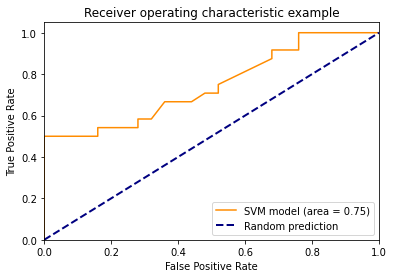 Receiver operating characteristic example
True Positive Rate
1.0
0.8
0.6
0.4
0.2
0.0
SVM model (area = 0.75)
Random prediction
0.0 0.2 0.4 0.6 0.8 1.0
False Positive Rate